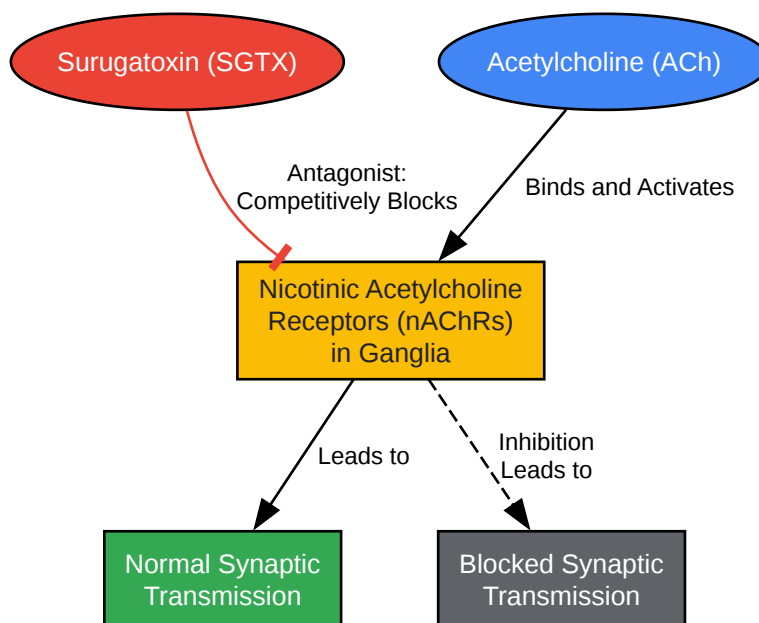 Surugatoxin (SGTX)
Acetylcholine (ACh)
Antagonist:
Competitively Blocks
Binds and Activates
Nicotinic Acetylcholine
Receptors (nAChRs)
in Ganglia
Leads to
Inhibition
Leads to
Normal Synaptic
Transmission
Blocked Synaptic
Transmission